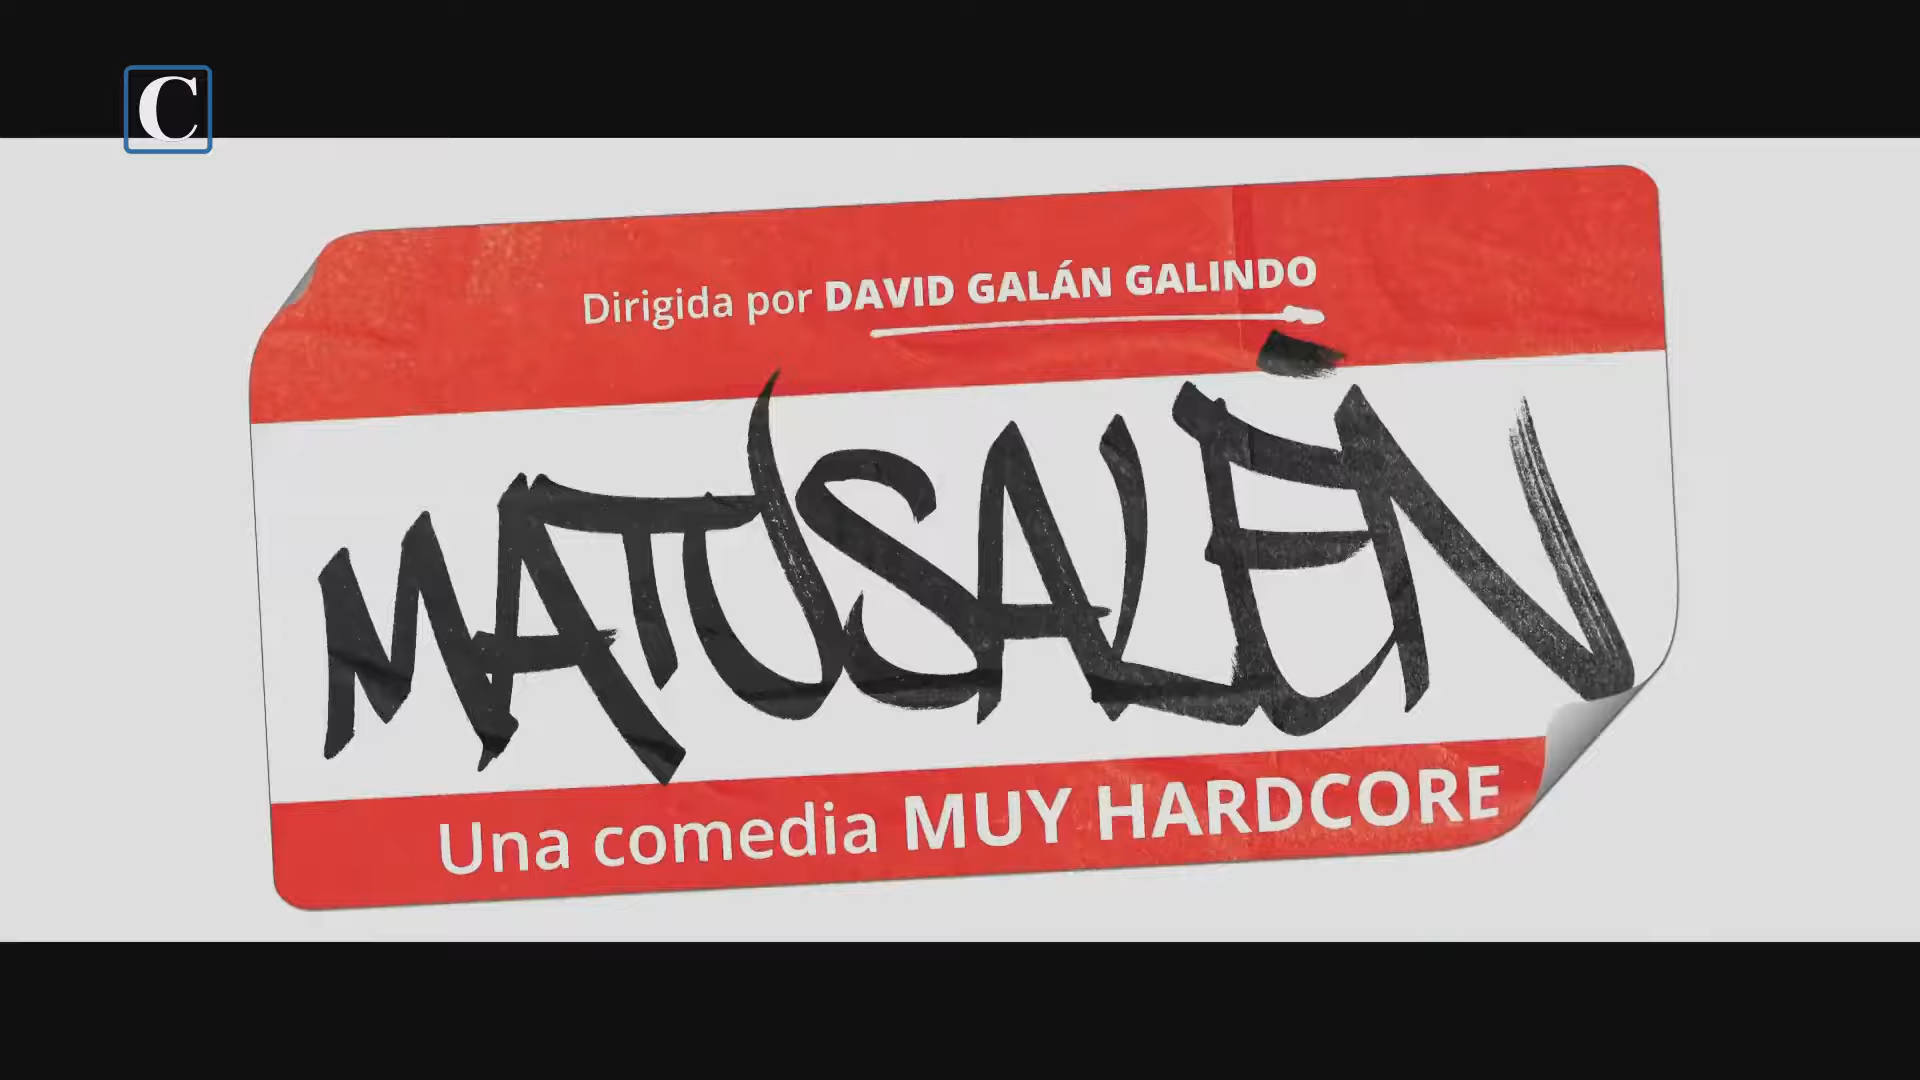 C
Dirigida por DAVID GALÁN GALINDO
MATUSALÉN
Una comedia MUY HARDCORE